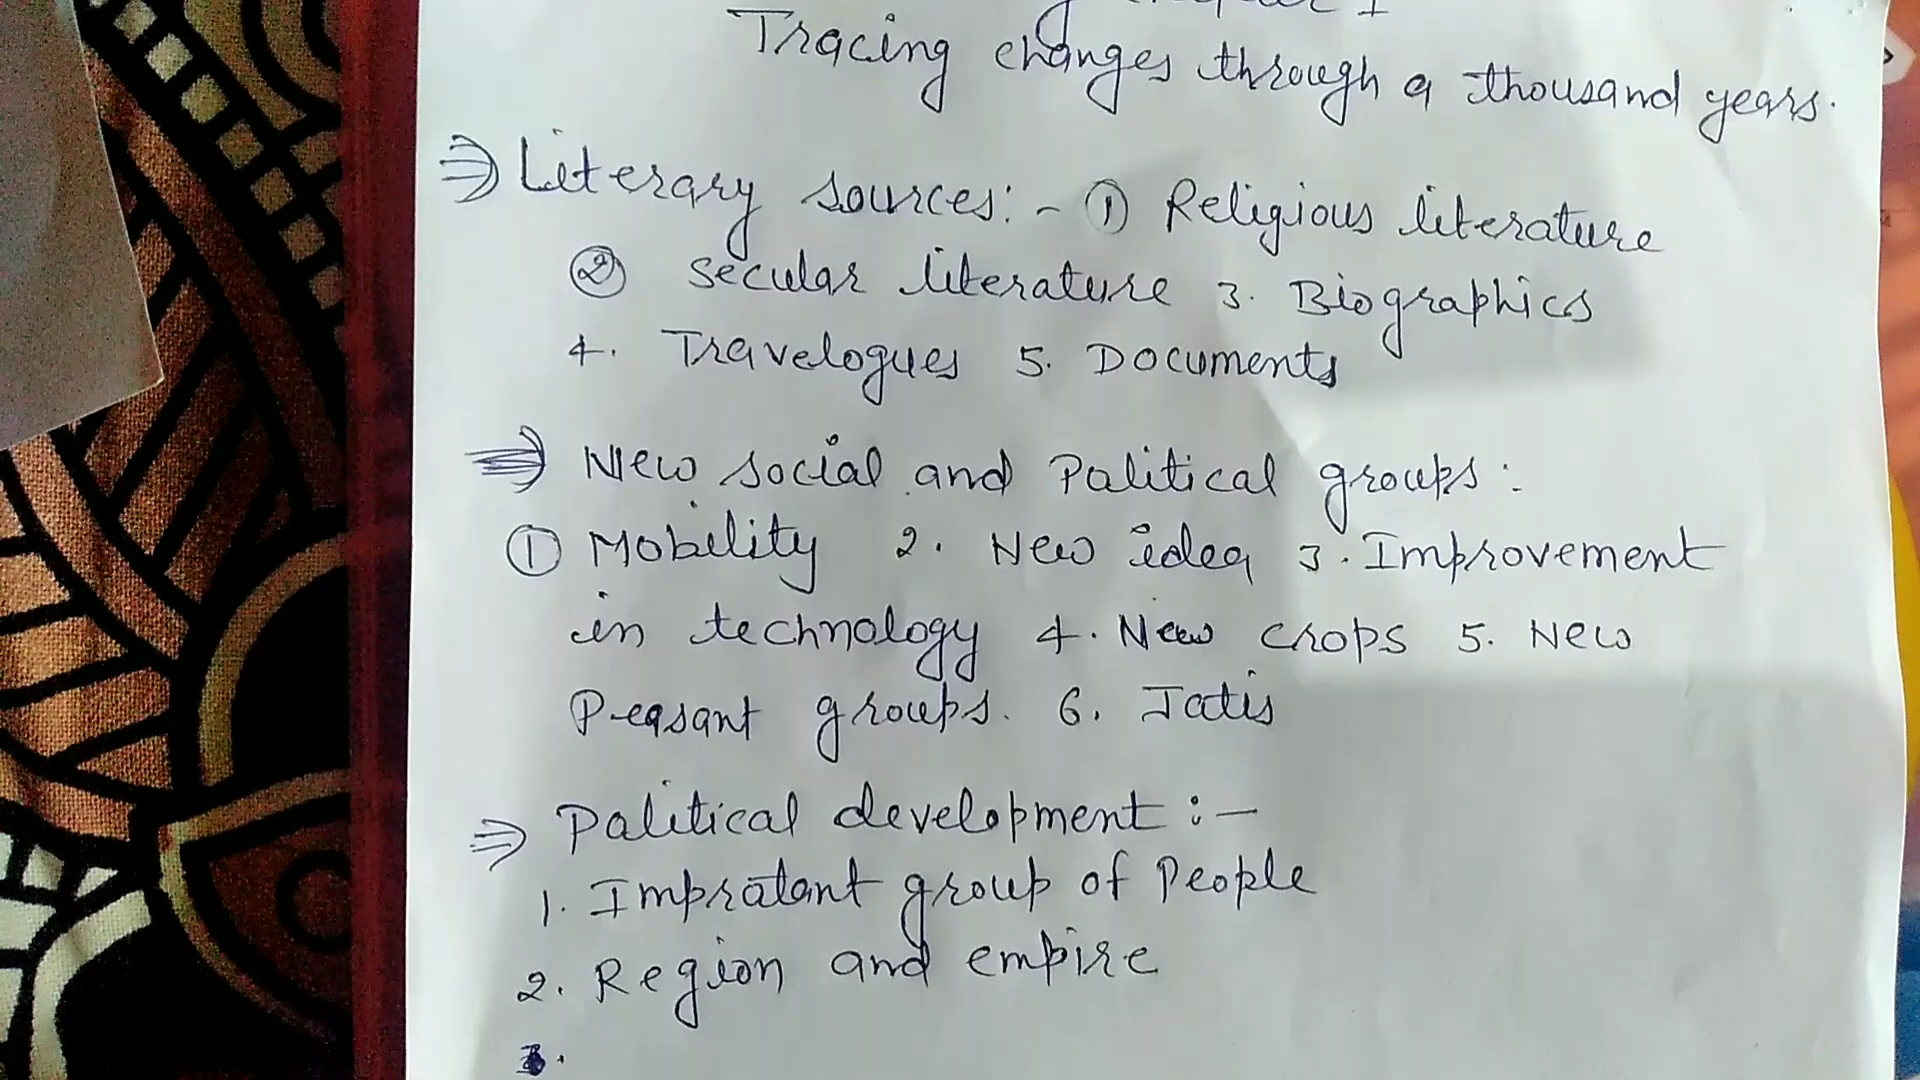 Tracing changes through a thousand years.
⇒ Literary sources:- ① Religious literature
② secular literature 3. Biographics
4. Travelogues 5. Documents
⇒ New social and Palitical groups:
① Mobility 2. New idea 3. Improvement
in technology 4. New crops 5. New
Peasant groups. 6. Jatis
⇒ Palitical development :-
1. Impratant group of People
2. Region and empire